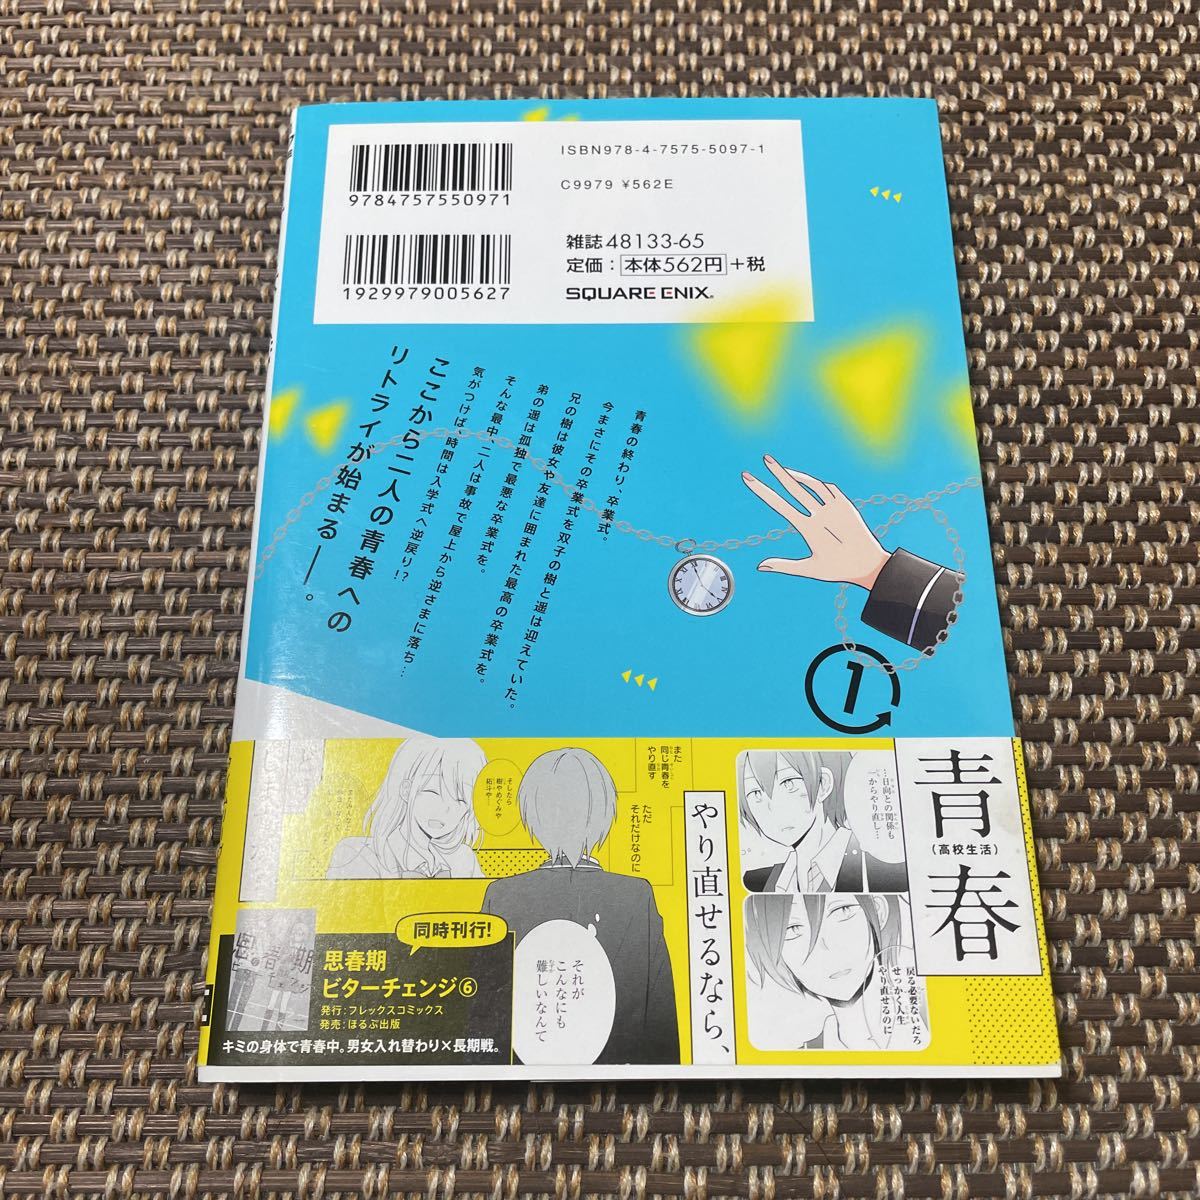 ISBN978-4-7575-5097-1
C9979 ¥562E
9784757550971
雑誌 48133-65
定価：本体562円+税
1929979005627
SQUARE ENIX®
青春の終わり、卒業式。
今まさにその卒業式を双子の樹と遥は迎えていた。
兄の樹は彼女や友達に囲まれた最高の卒業式を。
弟の遥は孤独で最悪な卒業式を。
そんな最中、二人は事故で屋上から逆さまに落ち…
気がつけば、時間は入学式へ逆戻り!?
ここから二人の青春への
リトライが始まる――。
1
青春
(高校生活)
やり直せるなら、
…日向との関係も
一からやり直し…
戻る必要ないだろ
せっかく人生
やり直せるのに
また
同じ青春を
やり直す
ただ
それだけなのに
そしたら
樹やめぐみや
拓斗や…
それが
こんなにも
難しいなんて
同時刊行!
思春期
ビターチェンジ⑥
発行：フレックスコミックス
発売：ほるぷ出版
キミの身体で青春中。男女入れ替わり×長期戦。